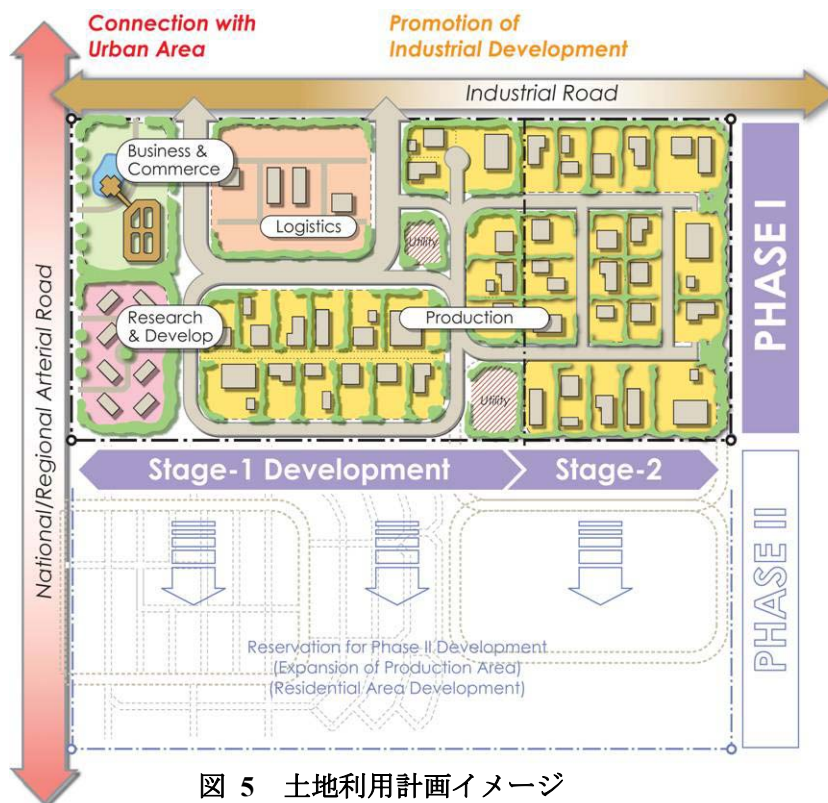 Connection with
Urban Area
Promotion of
Industrial Development
Industrial Road
National/Regional Arterial Road
Business &
Commerce
Logistics
Utility
Research
& Develop
Production
Utility
PHASE I
Stage-1 Development
Stage-2
Reservation for Phase II Development
(Expansion of Production Area)
(Residential Area Development)
PHASE II
図 5 土地利用計画イメージ